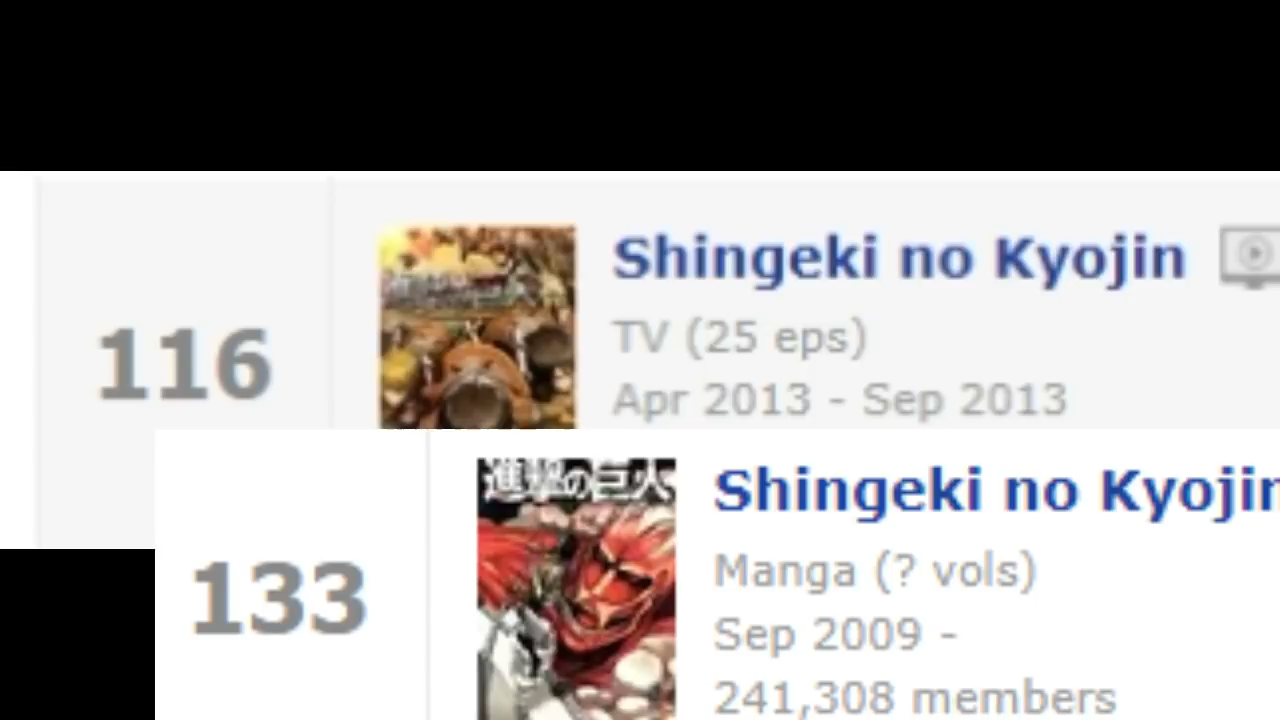 116
Shingeki no Kyojin
TV (25 eps)
Apr 2013 - Sep 2013
133
進撃の巨人
Shingeki no Kyojin
Manga (? vols)
Sep 2009 -
241,308 members